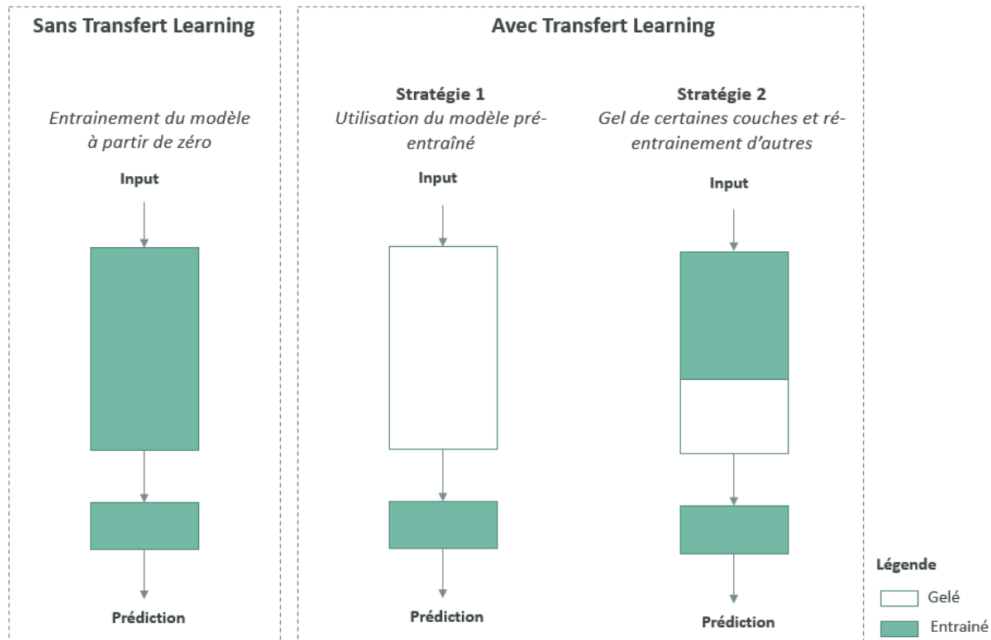 Sans Transfert Learning
Entrainement du modèle
à partir de zéro
Input
Prédiction
Avec Transfert Learning
Stratégie 1
Utilisation du modèle pré-
entraîné
Input
Prédiction
Stratégie 2
Gel de certaines couches et ré-
entrainement d'autres
Input
Prédiction
Légende
Gelé
Entrainé